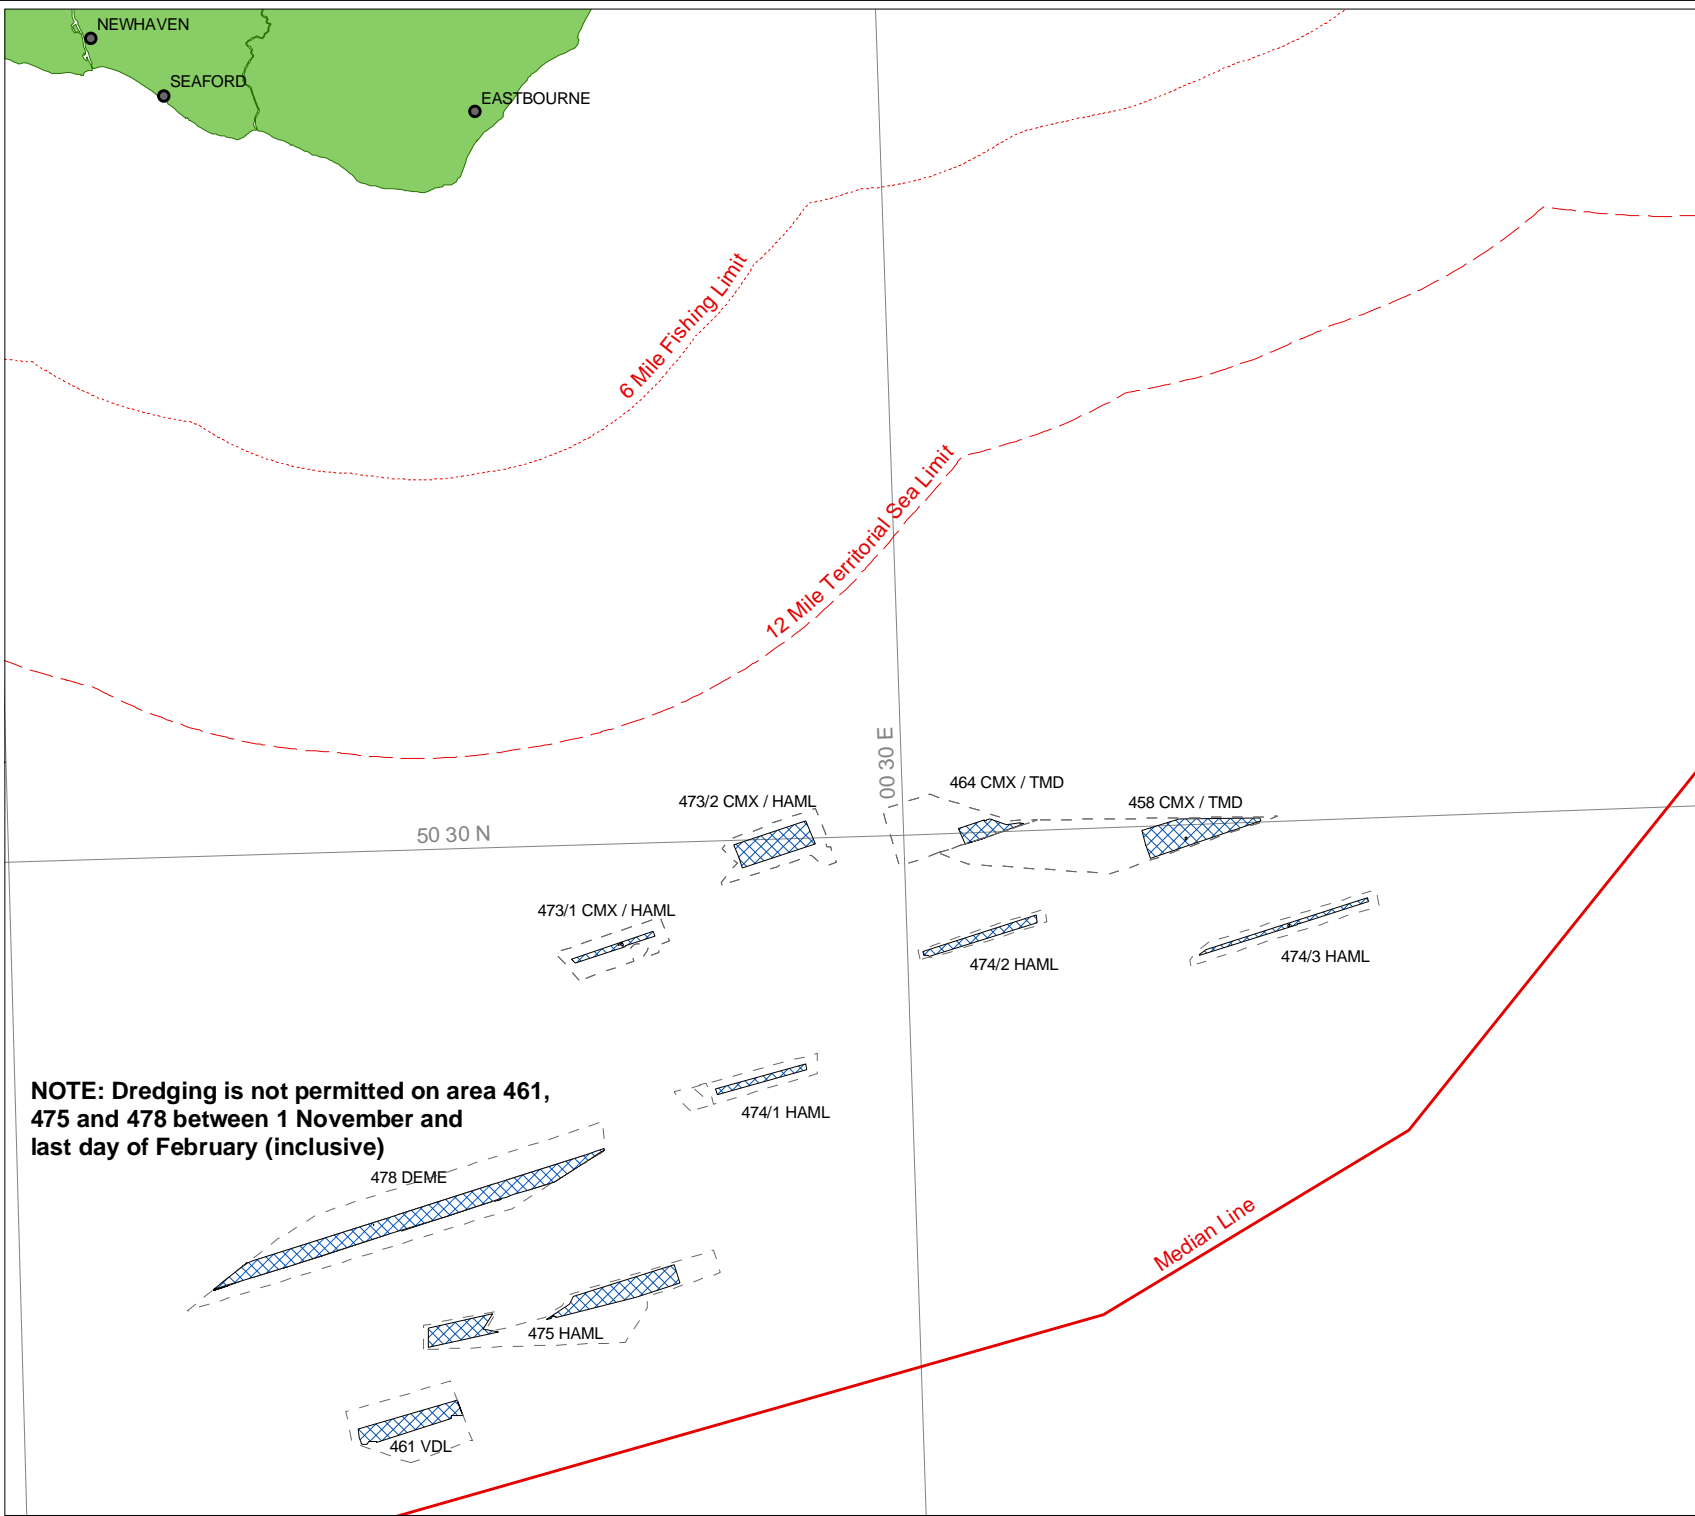 NEWHAVEN
SEAFORD
EASTBOURNE
6 Mile Fishing Limit
12 Mile Territorial Sea Limit
00 30 E
464 CMX / TMD
473/2 CMX / HAML
458 CMX / TMD
50 30 N
473/1 CMX / HAML
474/2 HAML
474/3 HAML
NOTE: Dredging is not permitted on area 461,
475 and 478 between 1 November and
last day of February (inclusive)
474/1 HAML
478 DEME
Median Line
475 HAML
461 VDL